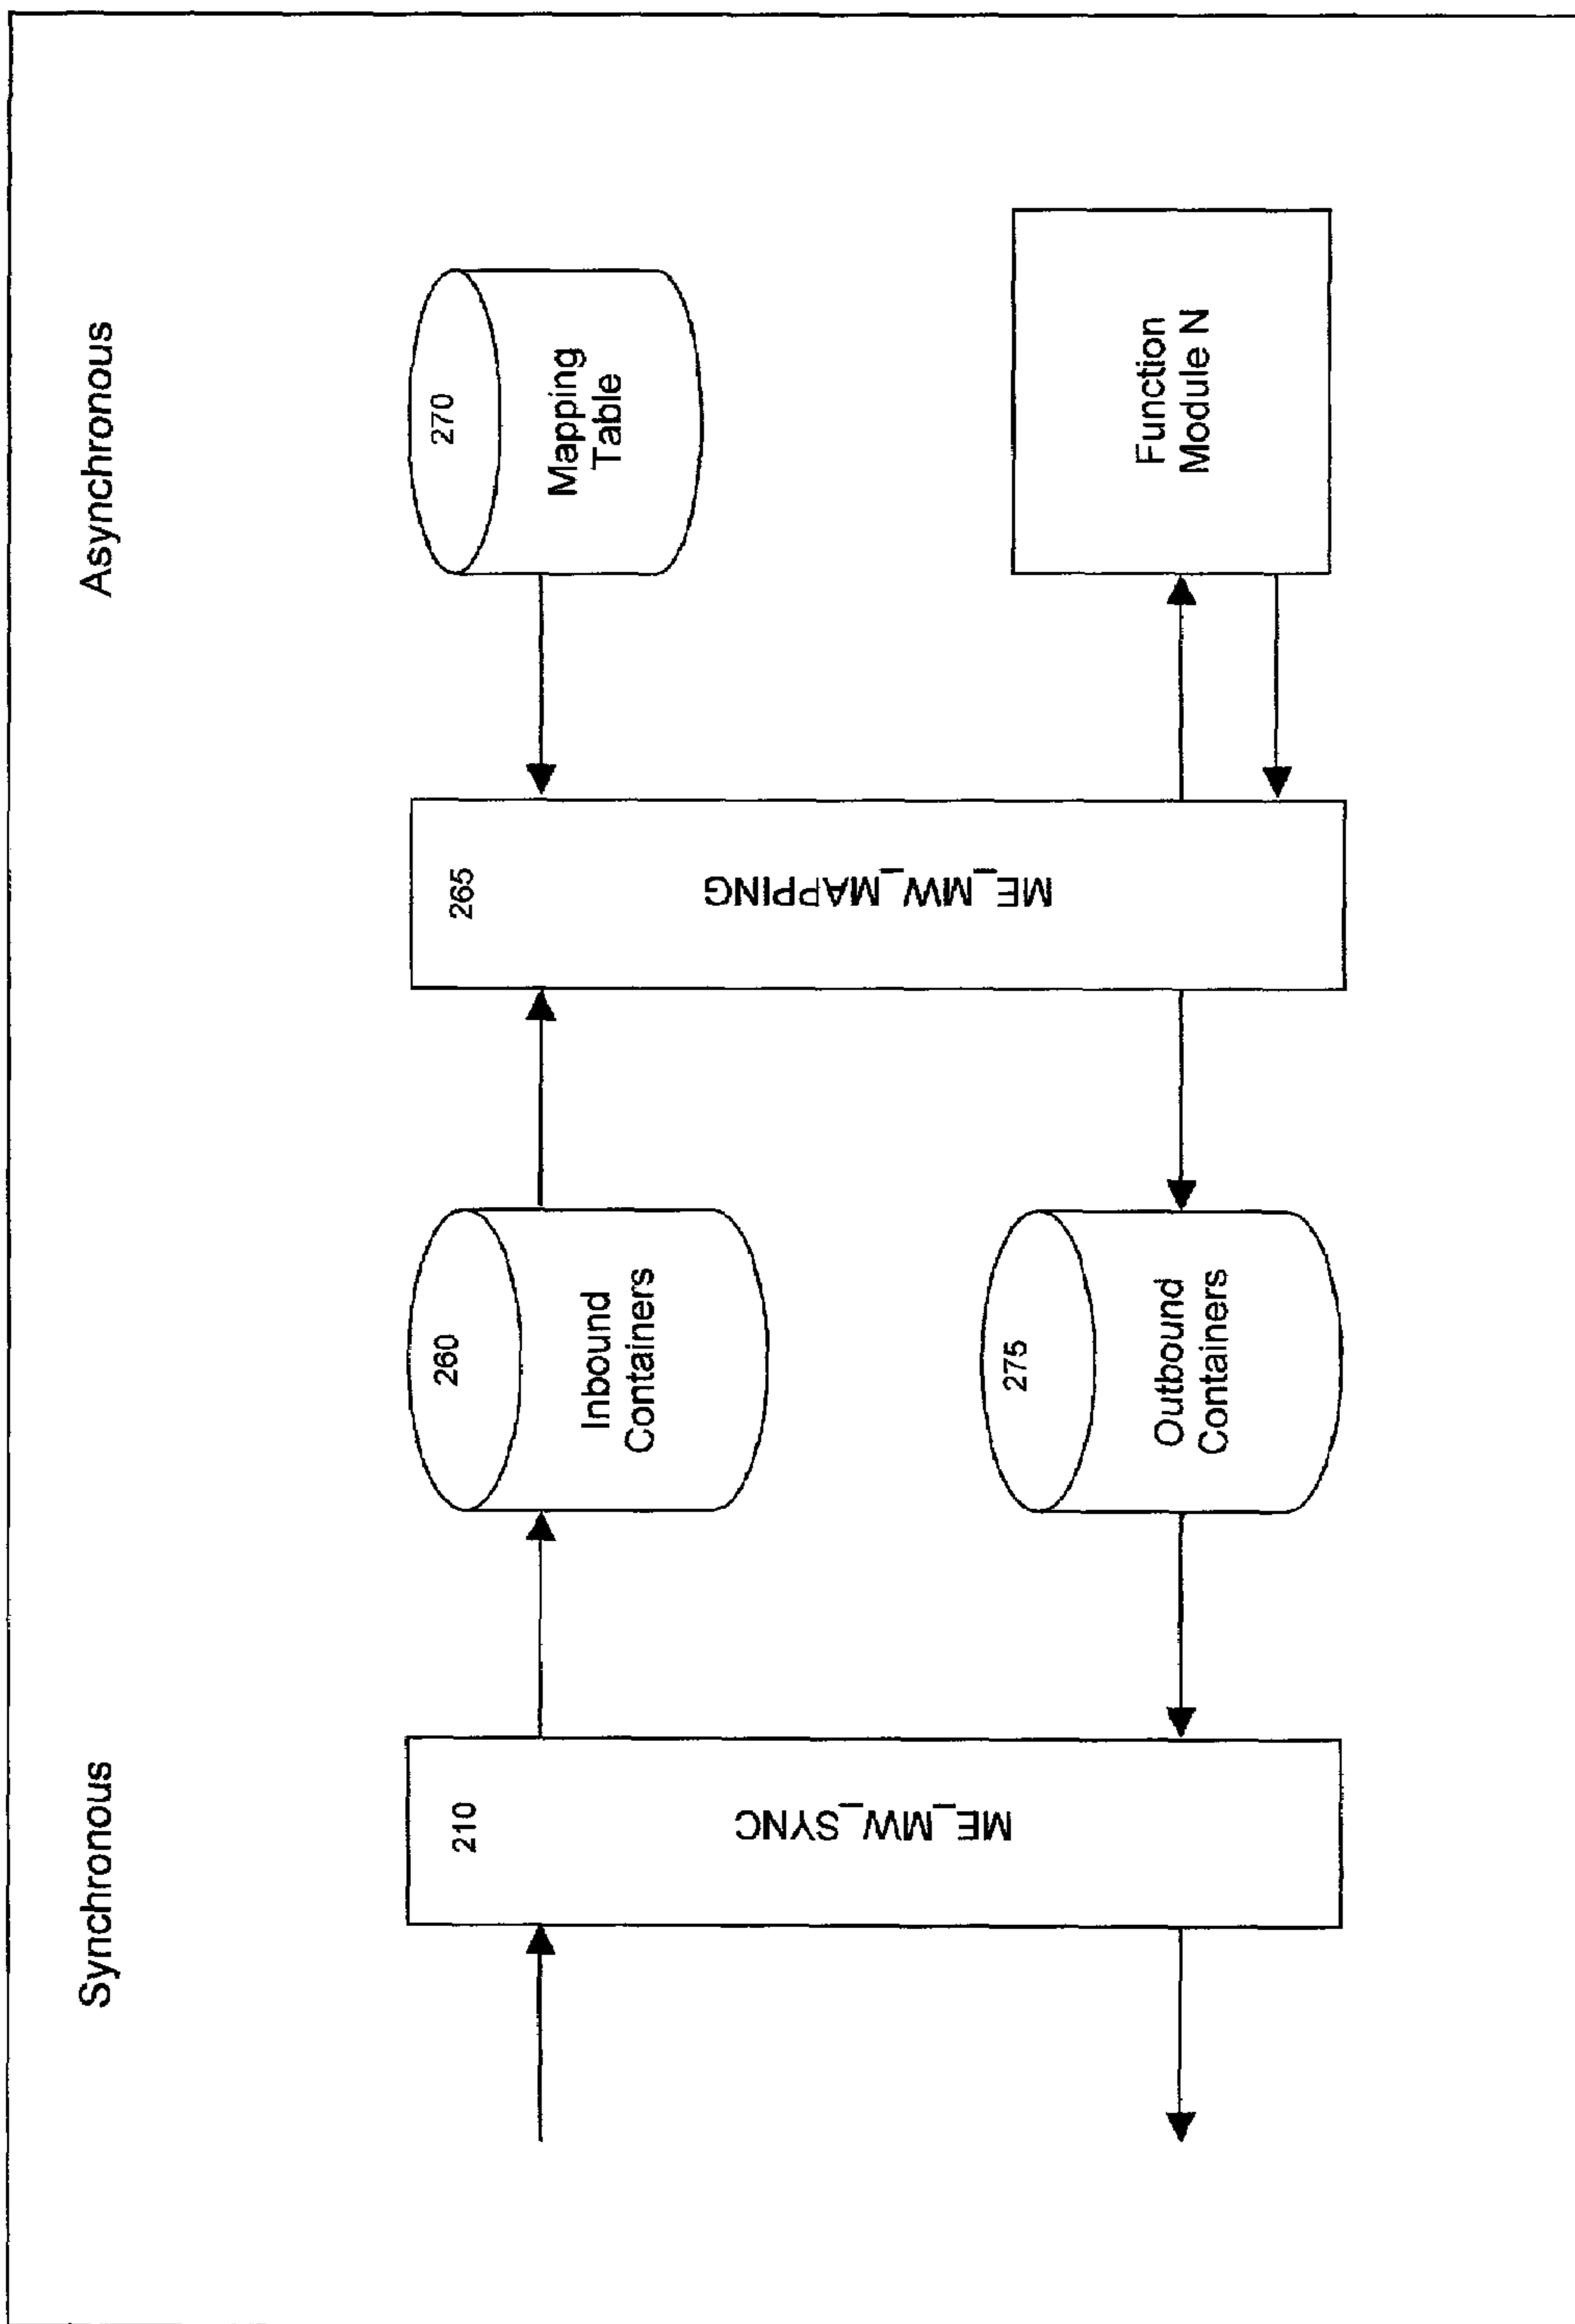 Synchronous
Asynchronous
210
ME_MW_SYNC
260
Inbound
Containers
275
Outbound
Containers
265
ME_MW_MAPPING
270
Mapping
Table
Function
Module N